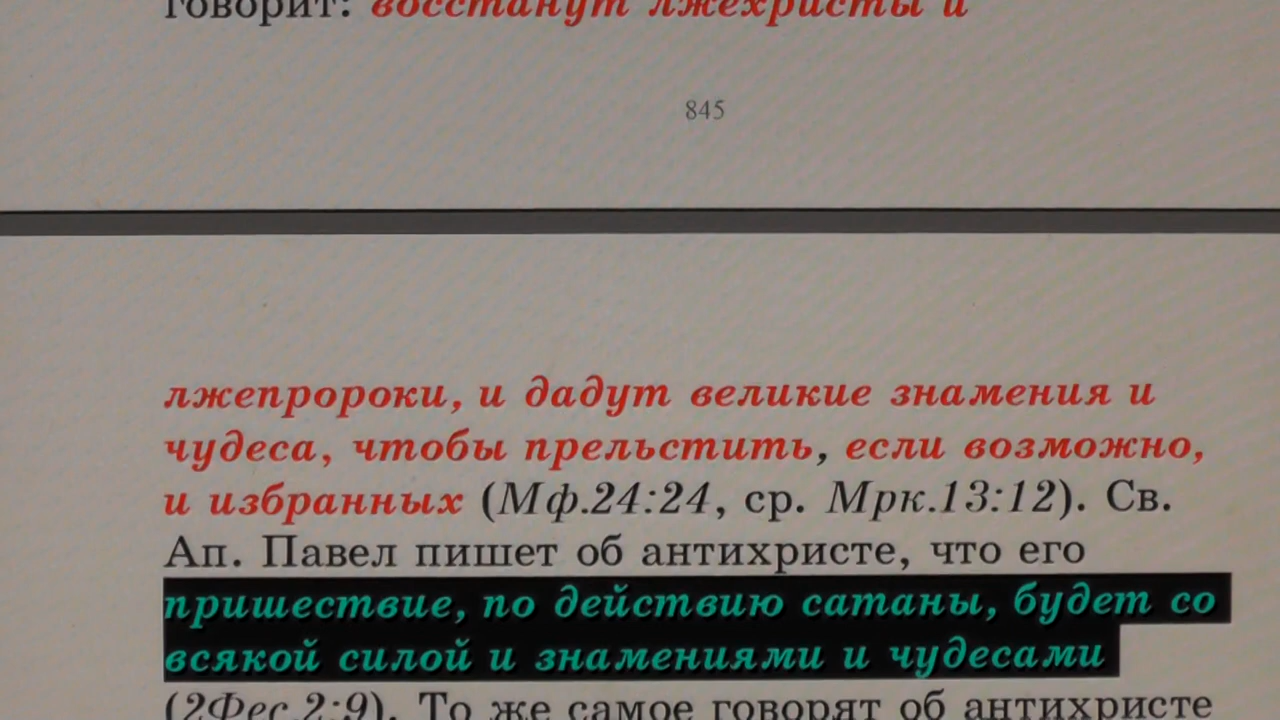 говорит: восстанут лжехристы и
845
лжепророки, и дадут великие знамения и
чудеса, чтобы прельстить, если возможно,
и избранных (Мф.24:24, ср. Мрк.13:12). Св.
Ап. Павел пишет об антихристе, что его
пришествие, по действию сатаны, будет со
всякой силой и знамениями и чудесами
(2Фес.2:9). То же самое говорят об антихристе